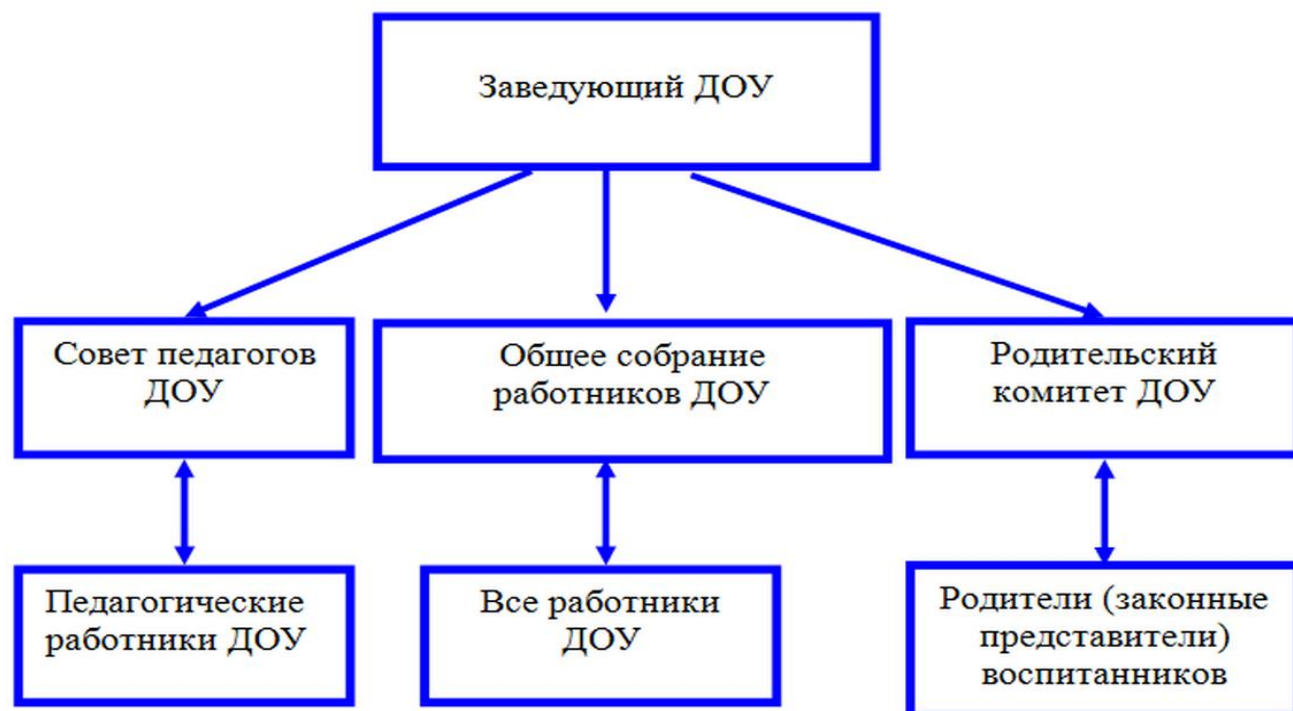 Заведующий ДОУ
Совет педагогов
ДОУ
Общее собрание
работников ДОУ
Родительский
комитет ДОУ
Педагогические
работники ДОУ
Все работники
ДОУ
Родители (законные
представители)
воспитанников